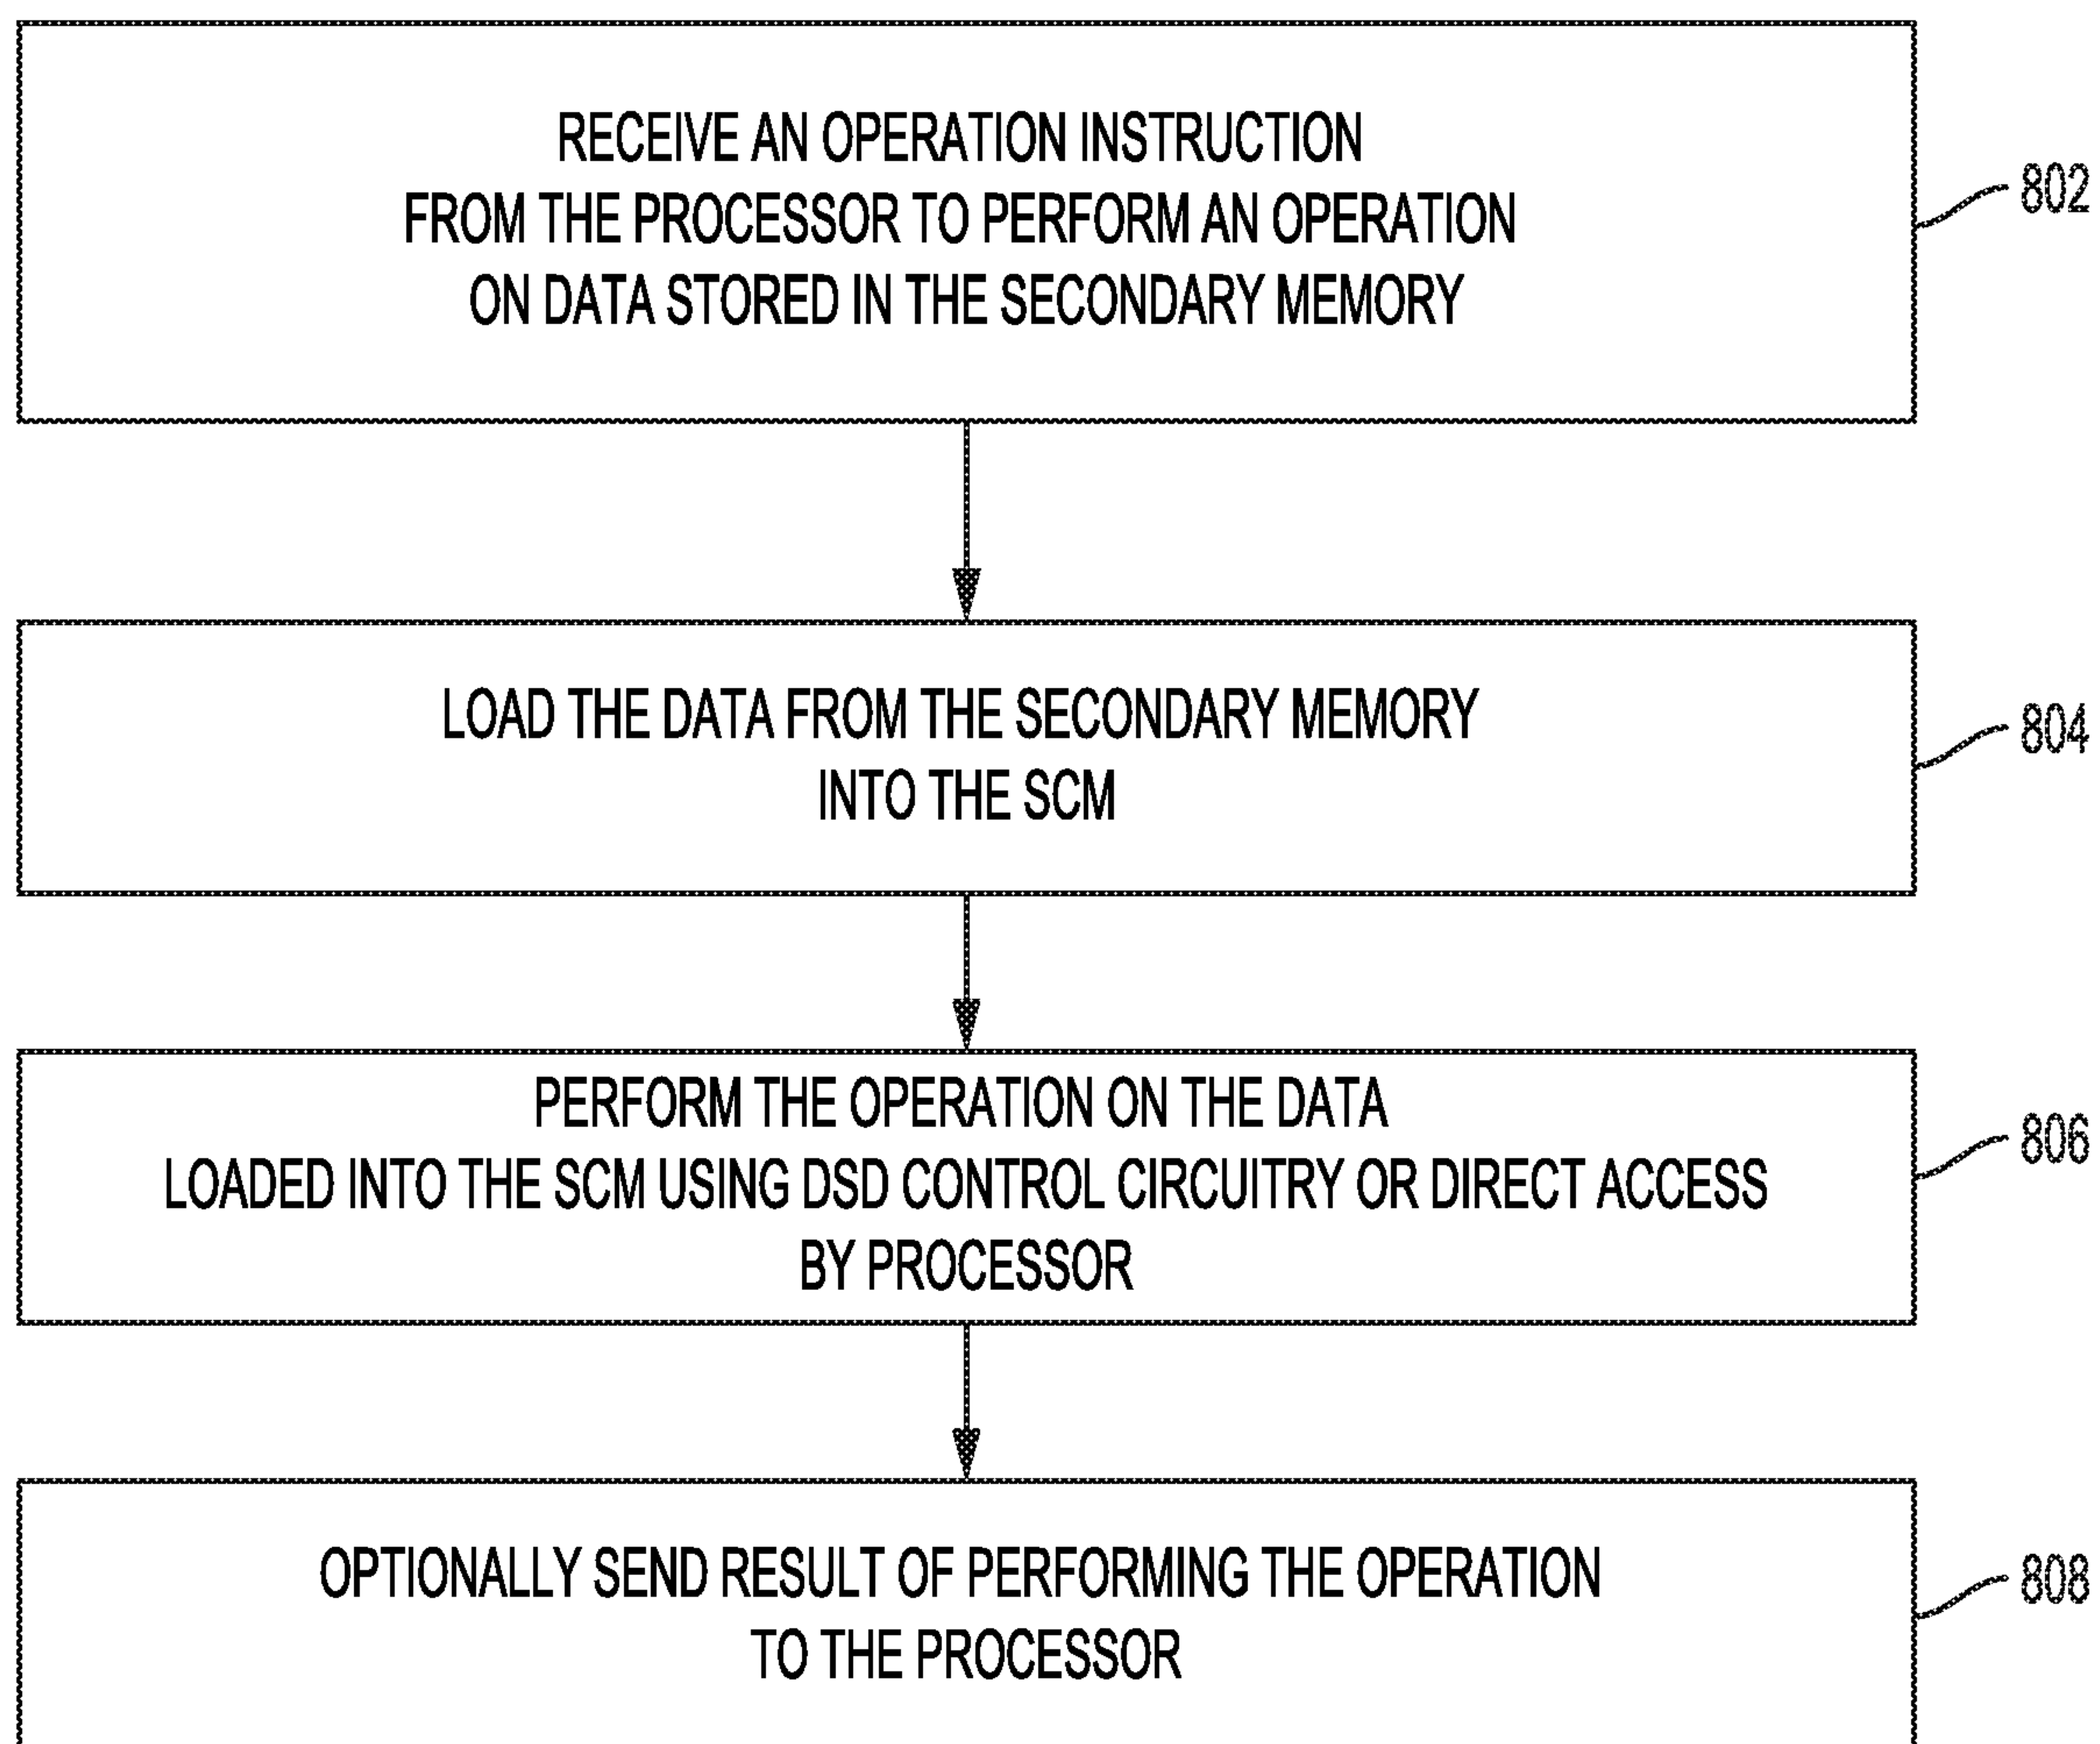 RECEIVE AN OPERATION INSTRUCTION
FROM THE PROCESSOR TO PERFORM AN OPERATION
ON DATA STORED IN THE SECONDARY MEMORY
802
LOAD THE DATA FROM THE SECONDARY MEMORY
INTO THE SCM
804
PERFORM THE OPERATION ON THE DATA
LOADED INTO THE SCM USING DSD CONTROL CIRCUITRY OR DIRECT ACCESS
BY PROCESSOR
806
OPTIONALLY SEND RESULT OF PERFORMING THE OPERATION
TO THE PROCESSOR
808